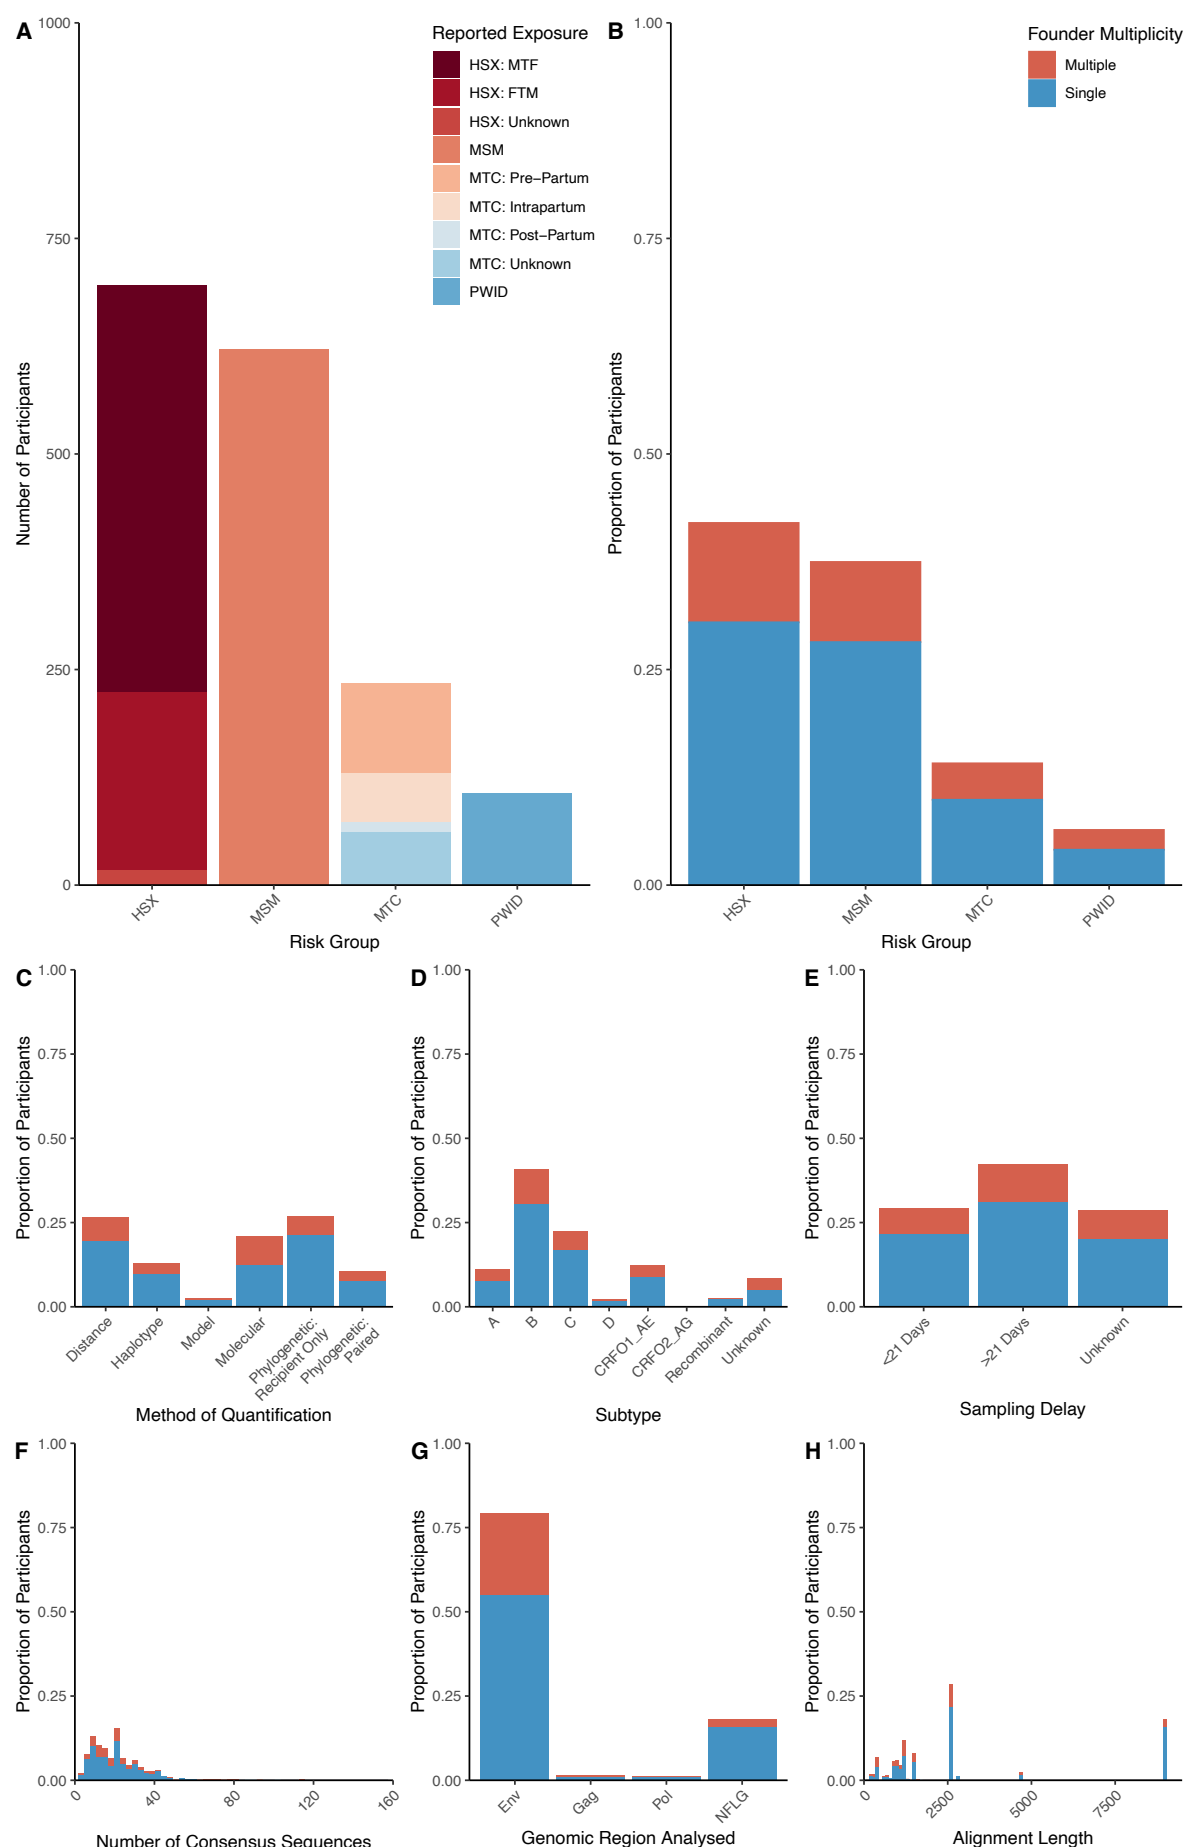 A
1000
750
500
250
0
Number of Participants
HSX
MSM
MTC
PWID
Risk Group
Reported Exposure
HSX: MTF
HSX: FTM
HSX: Unknown
MSM
MTC: Pre−Partum
MTC: Intrapartum
MTC: Post−Partum
MTC: Unknown
PWID
B
1.00
0.75
0.50
0.25
0.00
Proportion of Participants
HSX
MSM
MTC
PWID
Risk Group
Founder Multiplicity
Multiple
Single
C
1.00
0.75
0.50
0.25
0.00
Proportion of Participants
Distance
Haplotype
Model
Molecular
Phylogenetic:
Recipient Only
Phylogenetic:
Paired
Method of Quantification
D
1.00
0.75
0.50
0.25
0.00
Proportion of Participants
A
B
C
D
CRFO1_AE
CRFO2_AG
Recombinant
Unknown
Subtype
E
1.00
0.75
0.50
0.25
0.00
Proportion of Participants
<21 Days
>21 Days
Unknown
Sampling Delay
F
1.00
0.75
0.50
0.25
0.00
Proportion of Participants
0
40
80
120
160
Number of Consensus Sequences
G
1.00
0.75
0.50
0.25
0.00
Proportion of Participants
Env
Gag
Pol
NFLG
Genomic Region Analysed
H
1.00
0.75
0.50
0.25
0.00
Proportion of Participants
0
2500
5000
7500
Alignment Length